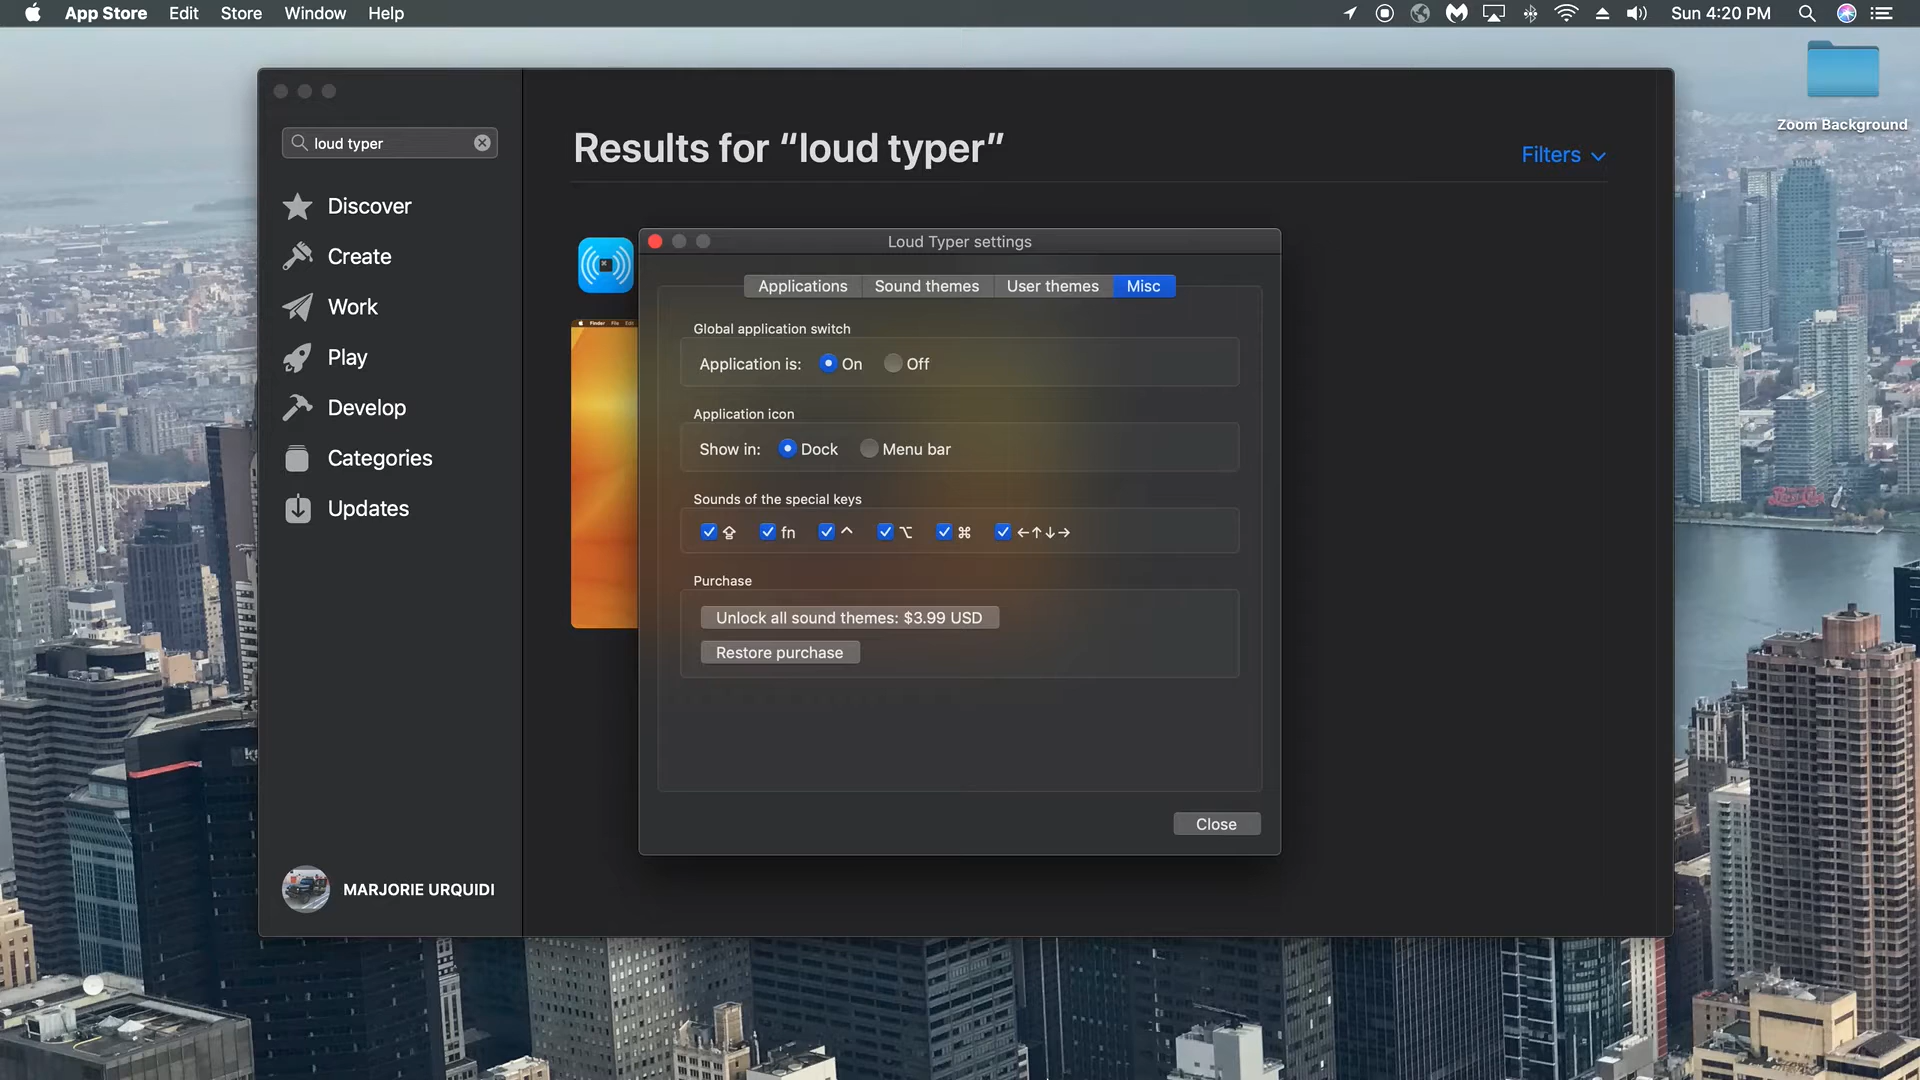 App Store Edit Store Window Help Sun 4:20 PM
Zoom Background
loud typer
Discover
Create
Work
Play
Develop
Categories
Updates
MARJORIE URQUIDI
Results for “loud typer”
Filters
Finder File Edit
Loud Typer settings
Applications Sound themes User themes Misc
Global application switch
Application is: On Off
Application icon
Show in: Dock Menu bar
Sounds of the special keys
⇪ fn ^ ⌥ ⌘ ←↑↓→
Purchase
Unlock all sound themes: $3.99 USD
Restore purchase
Close